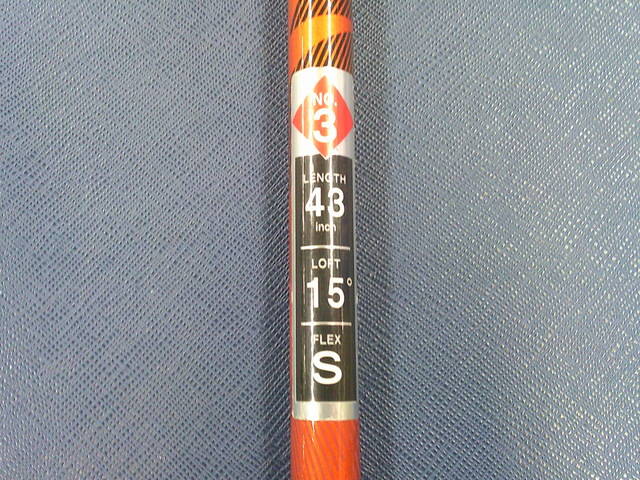 NO.
3
LENGTH
43
inch
LOFT
15°
FLEX
S